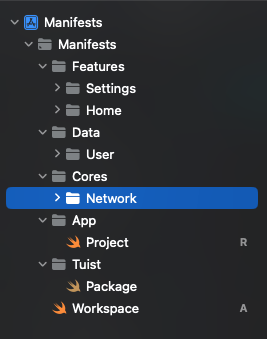 Manifests
Manifests
Features
Settings
Home
Data
User
Cores
Network
App
Project R
Tuist
Package
Workspace A